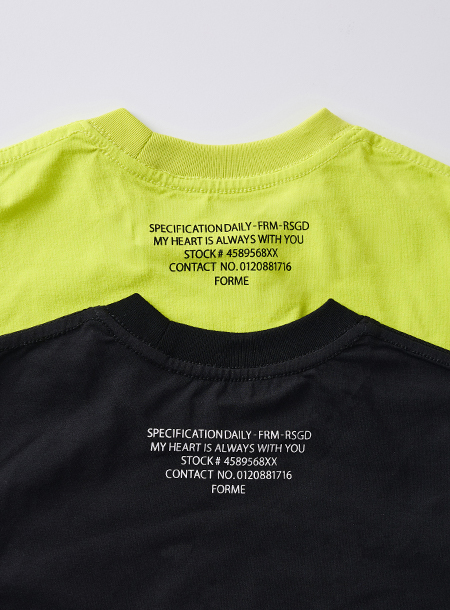 SPECIFICATION DAILY - FRM-RSGD
MY HEART IS ALWAYS WITH YOU
STOCK # 4589568XX
CONTACT NO. 0120881716
FORME
SPECIFICATION DAILY - FRM-RSGD
MY HEART IS ALWAYS WITH YOU
STOCK # 4589568XX
CONTACT NO. 0120881716
FORME